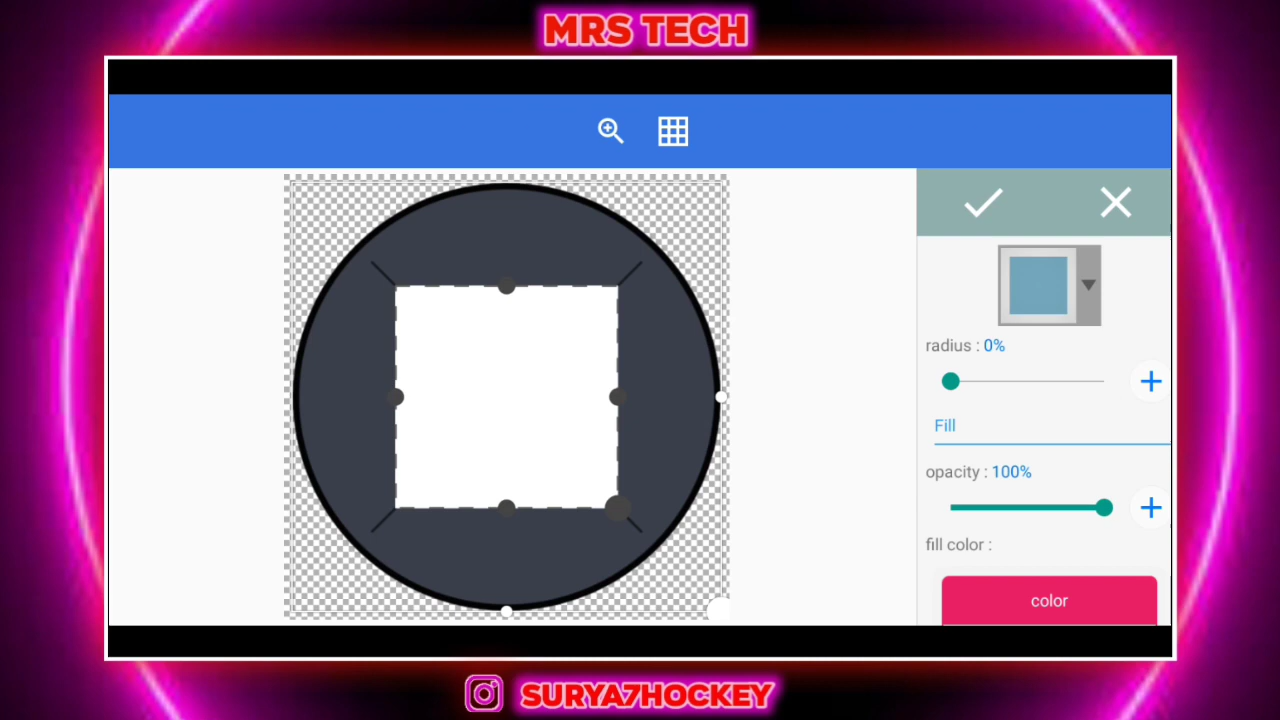 MRS TECH
radius : 0%
Fill
opacity : 100%
fill color :
color
SURYA7HOCKEY